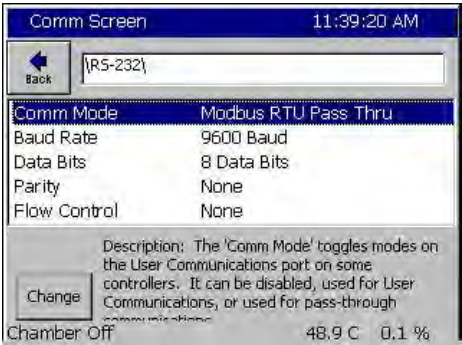 Comm Screen 11:39:20 AM
Back
\RS-232\
Comm Mode Modbus RTU Pass Thru
Baud Rate 9600 Baud
Data Bits 8 Data Bits
Parity None
Flow Control None
Description: The 'Comm Mode' toggles modes on
the User Communications port on some
controllers. It can be disabled, used for User
Communications, or used for pass-through
Change
Chamber Off 48.9 C 0.1 %